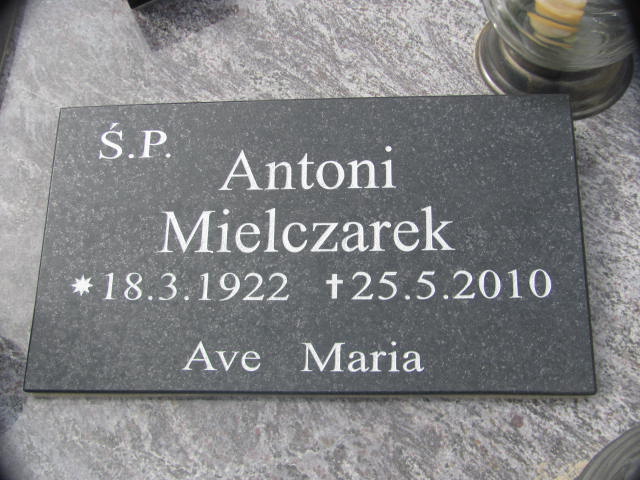 Ś.P.
Antoni
Mielczarek
*18.3.1922 †25.5.2010
Ave Maria